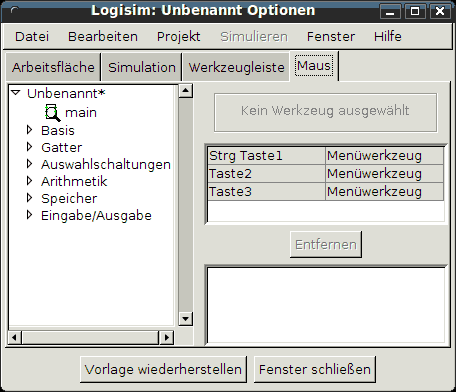 Logisim: Unbenannt Optionen
Datei Bearbeiten Projekt Simulieren Fenster Hilfe
Arbeitsfläche Simulation Werkzeugleiste Maus
Unbenannt*
main
Basis
Gatter
Auswahlschaltungen
Arithmetik
Speicher
Eingabe/Ausgabe
Kein Werkzeug ausgewählt
Strg Taste1 Menüwerkzeug
Taste2 Menüwerkzeug
Taste3 Menüwerkzeug
Entfernen
Vorlage wiederherstellen Fenster schließen